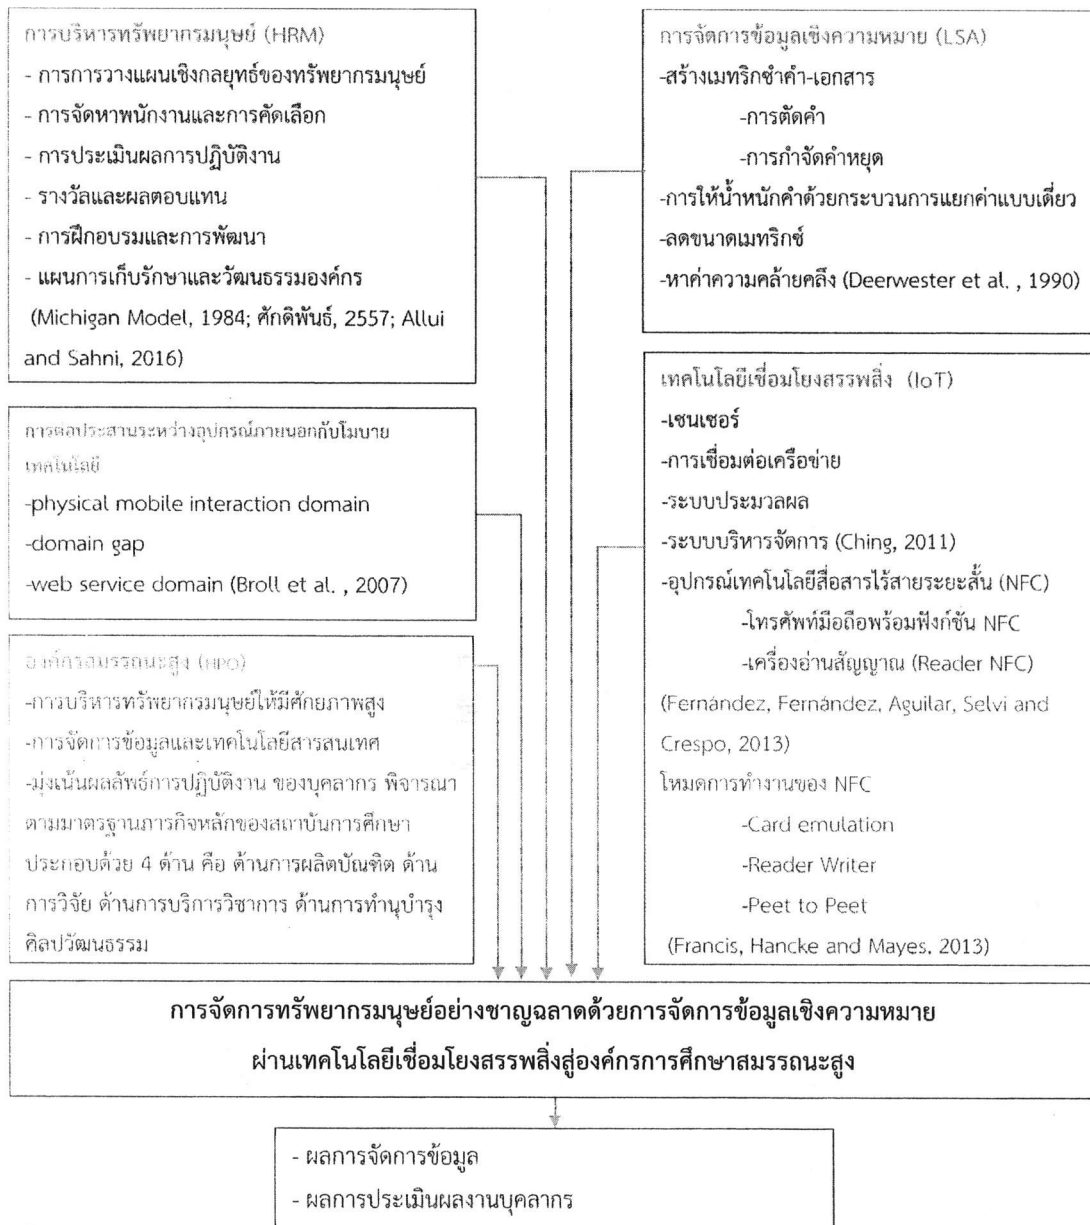 การบริหารทรัพยากรมนุษย์ (HRM)
- การการวางแผนเชิงกลยุทธ์ของทรัพยากรมนุษย์
- การจัดหาพนักงานและการคัดเลือก
- การประเมินผลการปฏิบัติงาน
- รางวัลและผลตอบแทน
- การฝึกอบรมและการพัฒนา
- แผนการเก็บรักษาและวัฒนธรรมองค์กร
(Michigan Model, 1984; ศักดิพันธ์, 2557; Allui
and Sahni, 2016)
การจัดการข้อมูลเชิงความหมาย (LSA)
-สร้างเมทริกซ์คำ-เอกสาร
-การตัดคำ
-การกำจัดคำหยุด
-การให้น้ำหนักคำด้วยกระบวนการแยกค่าแบบเดี่ยว
-ลดขนาดเมทริกซ์
-หาค่าความคล้ายคลึง (Deerwester et al. , 1990)
การผลประสานระหว่างอุปกรณ์ภายนอกกับโมบาย
เทคโนโลยี
-physical mobile interaction domain
-domain gap
-web service domain (Broll et al. , 2007)
เทคโนโลยีเชื่อมโยงสรรพสิ่ง (IoT)
-เซนเซอร์
-การเชื่อมต่อเครือข่าย
-ระบบประมวลผล
-ระบบบริหารจัดการ (Ching, 2011)
-อุปกรณ์เทคโนโลยีสื่อสารไร้สายระยะสั้น (NFC)
-โทรศัพท์มือถือพร้อมฟังก์ชัน NFC
-เครื่องอ่านสัญญาณ (Reader NFC)
(Fernández, Fernández, Aguilar, Selvi and
Crespo, 2013)
โหมดการทำงานของ NFC
-Card emulation
-Reader Writer
-Peet to Peet
(Francis, Hancke and Mayes, 2013)
องค์กรสมรรถนะสูง (HPO)
-การบริหารทรัพยากรมนุษย์ให้มีศักยภาพสูง
-การจัดการข้อมูลและเทคโนโลยีสารสนเทศ
-มุ่งเน้นผลลัพธ์การปฏิบัติงาน ของบุคลากร พิจารณา
ตามมาตรฐานภารกิจหลักของสถาบันการศึกษา
ประกอบด้วย 4 ด้าน คือ ด้านการผลิตบัณฑิต ด้าน
การวิจัย ด้านการบริการวิชาการ ด้านการทำนุบำรุง
ศิลปวัฒนธรรม
การจัดการทรัพยากรมนุษย์อย่างชาญฉลาดด้วยการจัดการข้อมูลเชิงความหมาย
ผ่านเทคโนโลยีเชื่อมโยงสรรพสิ่งสู่องค์กรการศึกษาสมรรถนะสูง
- ผลการจัดการข้อมูล
- ผลการประเมินผลงานบุคลากร